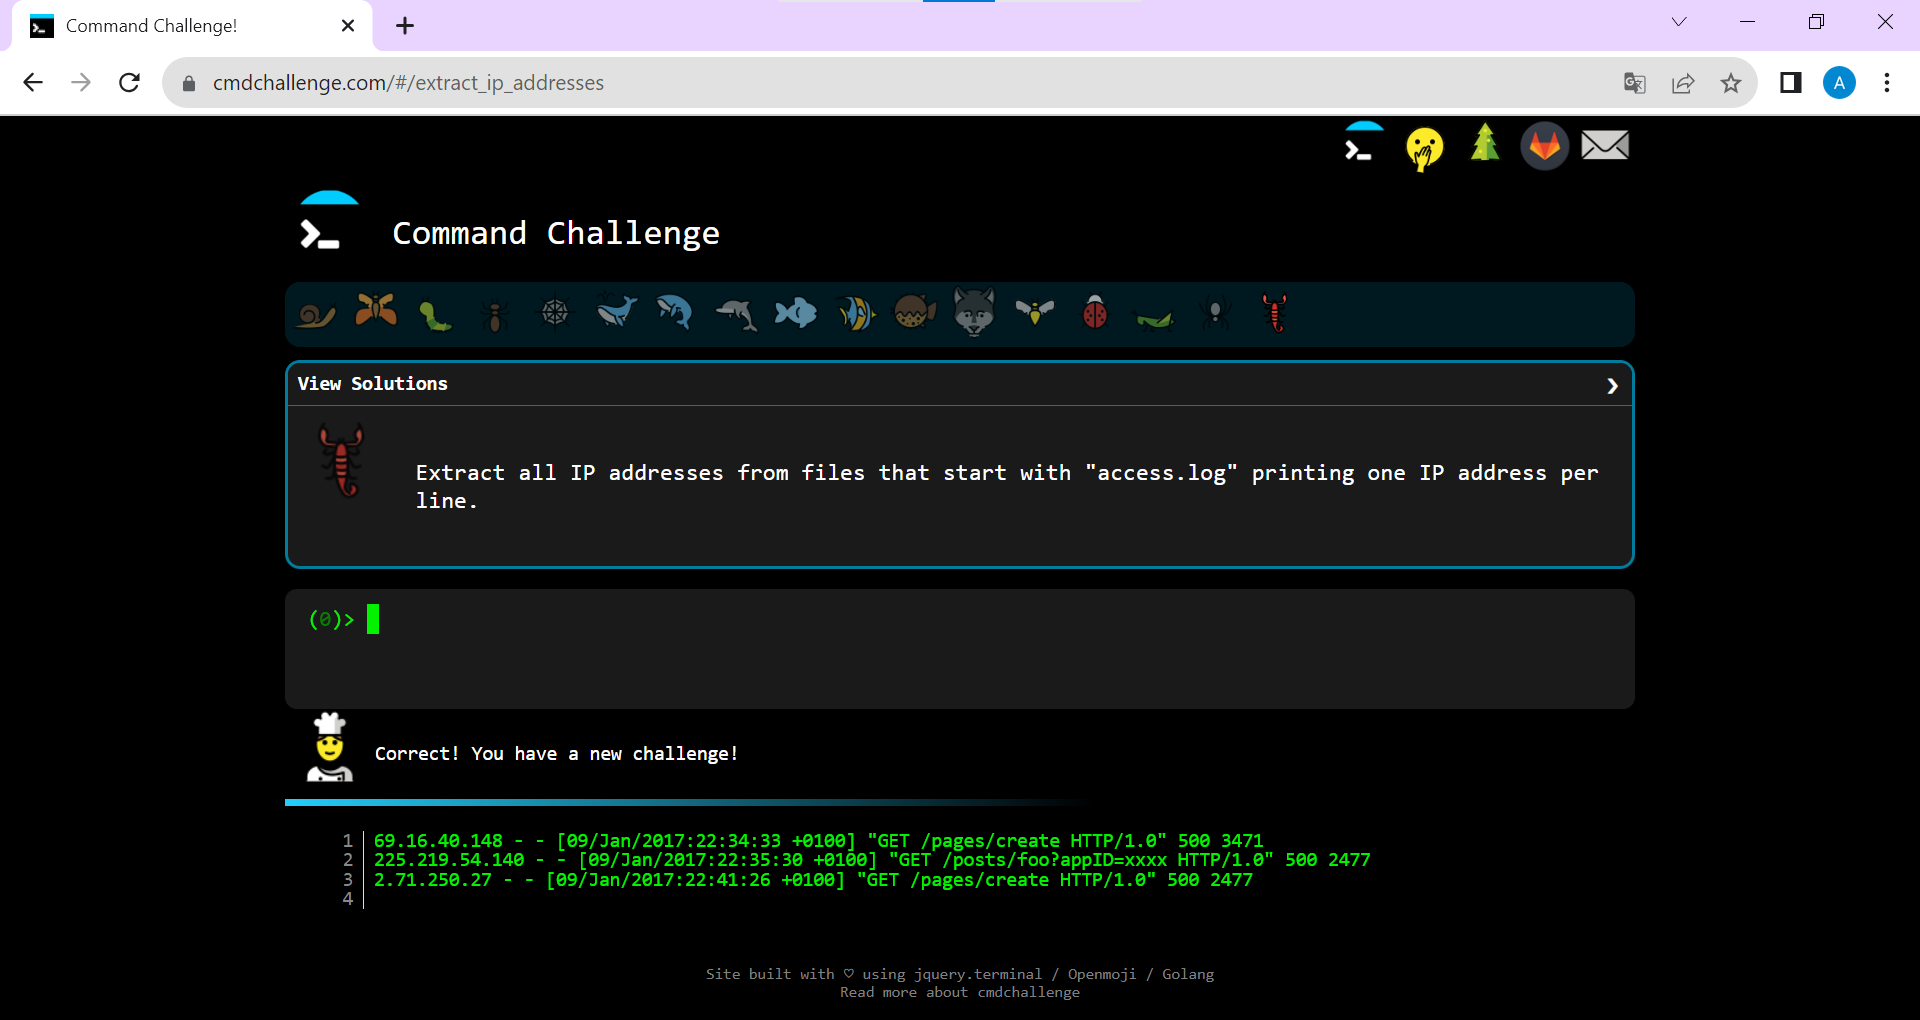 Command Challenge!
cmdchallenge.com/#/extract_ip_addresses
A
Command Challenge
View Solutions
Extract all IP addresses from files that start with "access.log" printing one IP address per
line.
(0)>
Correct! You have a new challenge!
1 69.16.40.148 - - [09/Jan/2017:22:34:33 +0100] "GET /pages/create HTTP/1.0" 500 3471
2 225.219.54.140 - - [09/Jan/2017:22:35:30 +0100] "GET /posts/foo?appID=xxxx HTTP/1.0" 500 2477
3 2.71.250.27 - - [09/Jan/2017:22:41:26 +0100] "GET /pages/create HTTP/1.0" 500 2477
4
Site built with ♡ using jquery.terminal / Openmoji / Golang
Read more about cmdchallenge